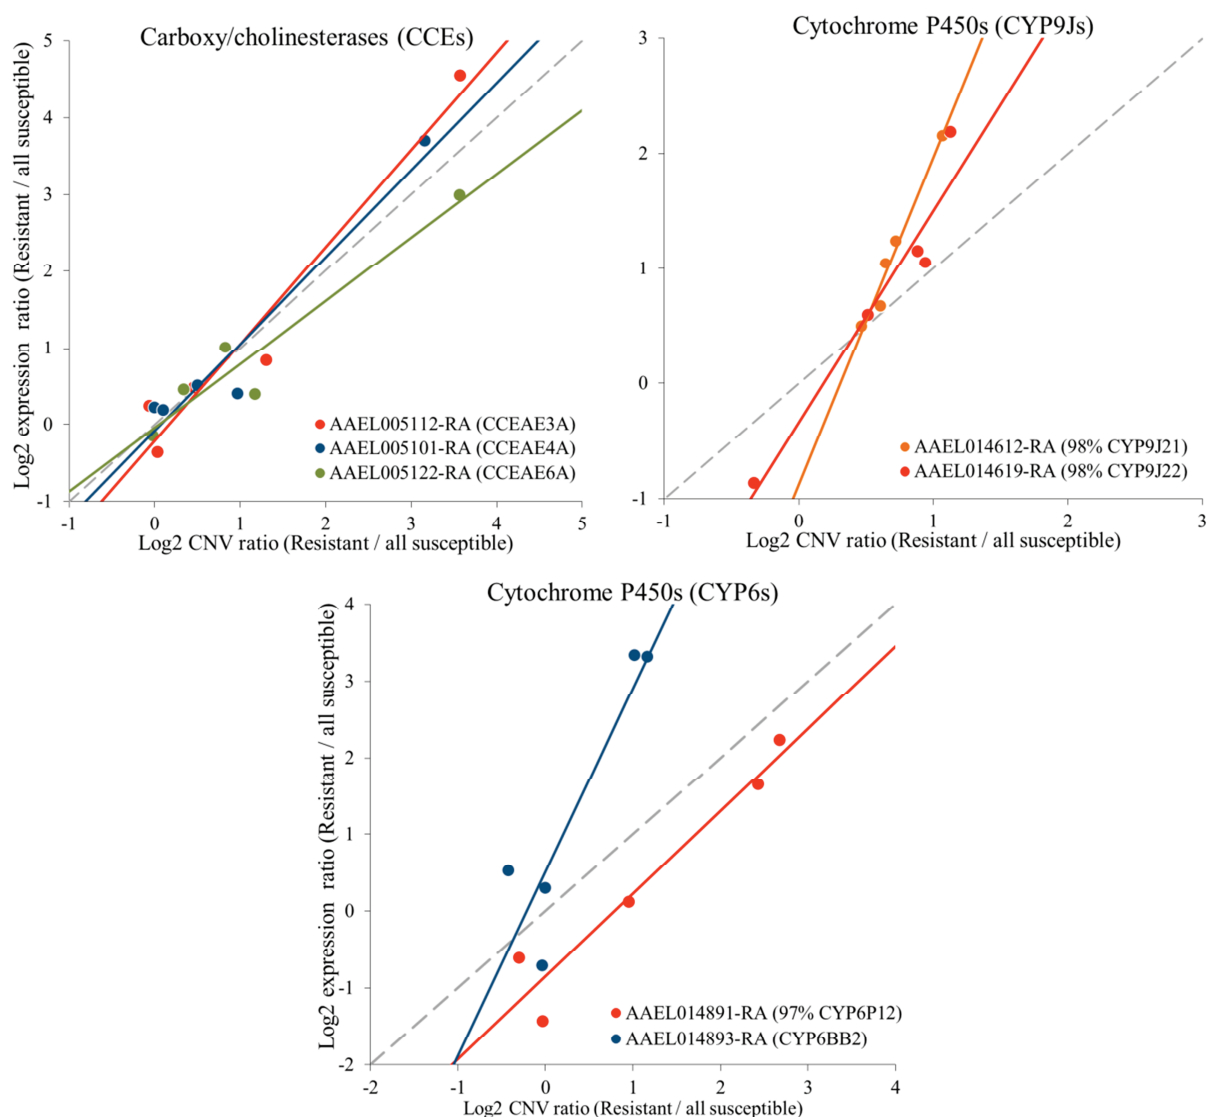 Carboxy/cholinesterases (CCEs)
Log2 expression ratio (Resistant / all susceptible)
5
4
3
2
1
0
-1
-1 0 1 2 3 4 5
AAEL005112-RA (CCEAE3A)
AAEL005101-RA (CCEAE4A)
AAEL005122-RA (CCEAE6A)
Log2 CNV ratio (Resistant / all susceptible)
Cytochrome P450s (CYP9Js)
3
2
1
0
-1
-1 0 1 2 3
AAEL014612-RA (98% CYP9J21)
AAEL014619-RA (98% CYP9J22)
Log2 CNV ratio (Resistant / all susceptible)
Cytochrome P450s (CYP6s)
Log2 expression ratio (Resistant / all susceptible)
4
3
2
1
0
-1
-2
-2 -1 0 1 2 3 4
AAEL014891-RA (97% CYP6P12)
AAEL014893-RA (CYP6BB2)
Log2 CNV ratio (Resistant / all susceptible)